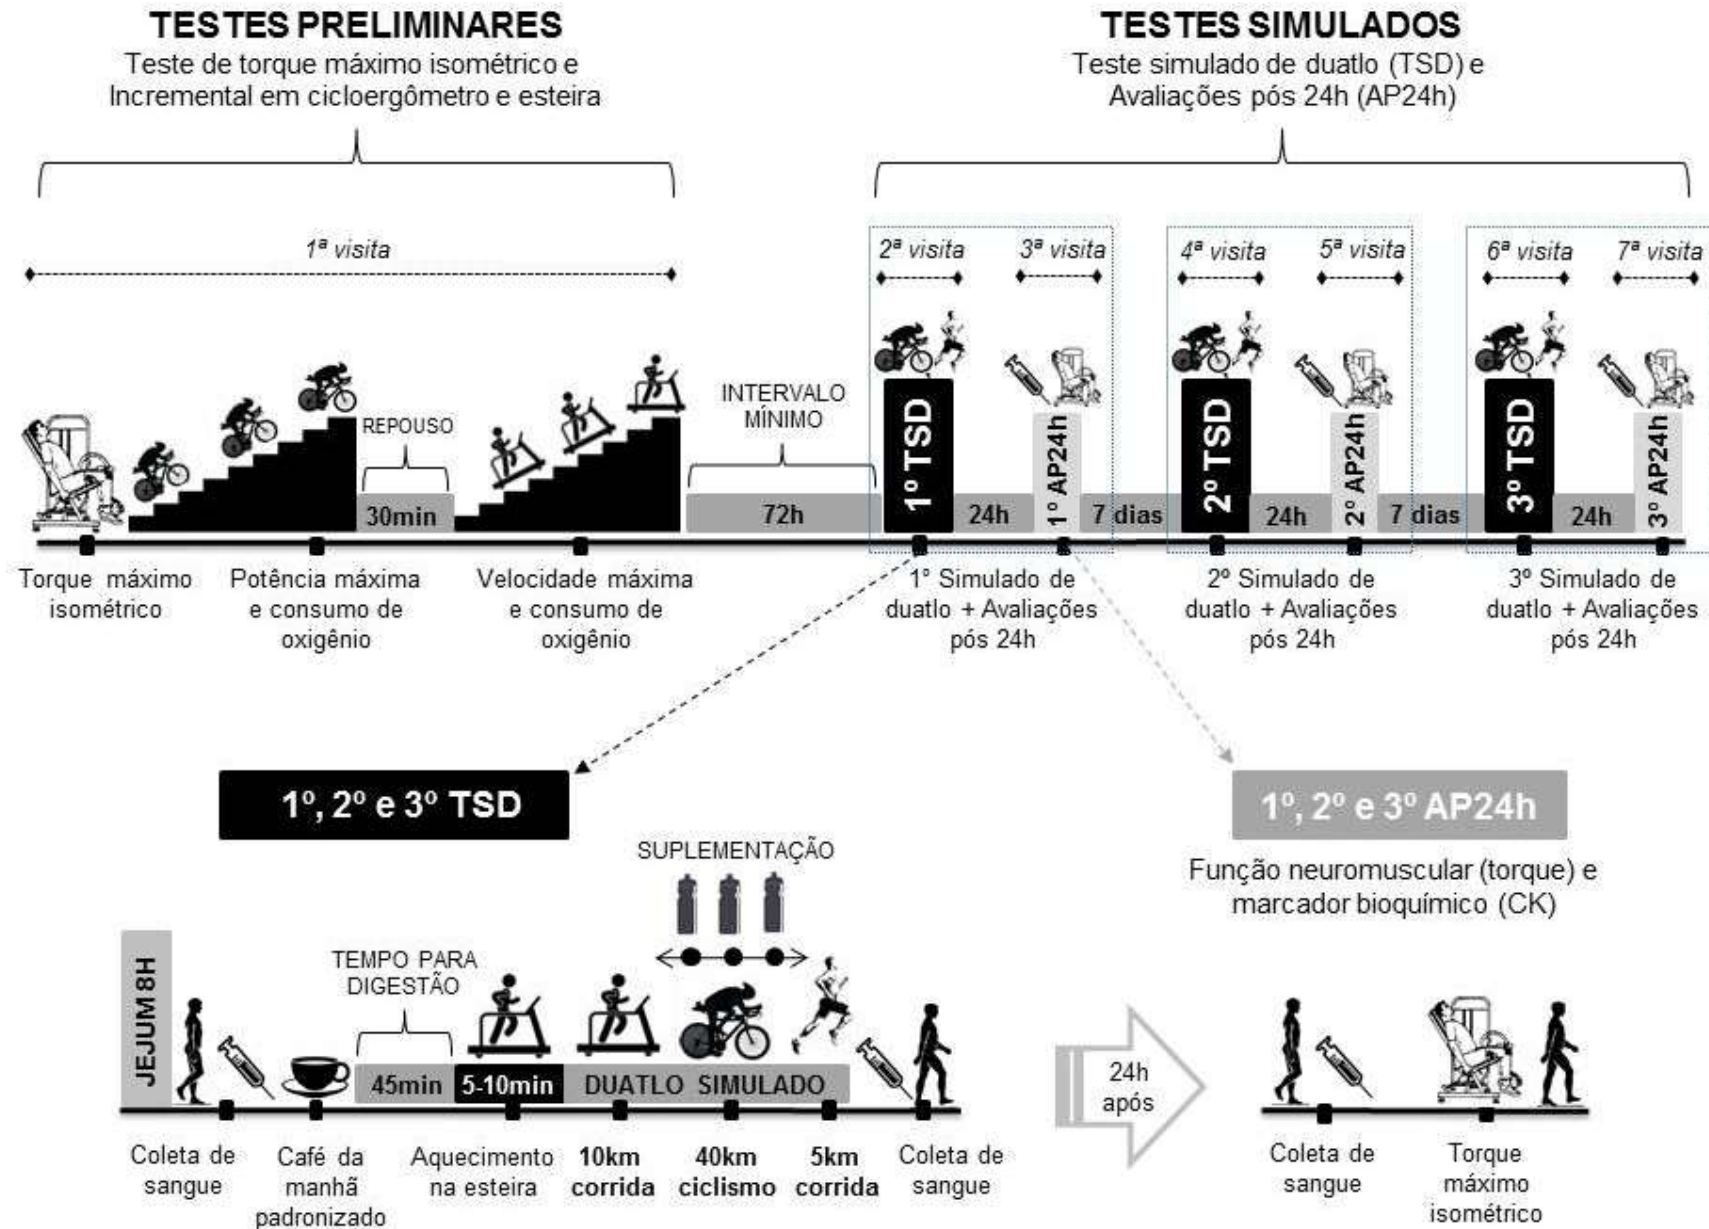 TESTES PRELIMINARES
Teste de torque máximo isométrico e
Incremental em cicloergômetro e esteira
TESTES SIMULADOS
Teste simulado de duatlo (TSD) e
Avaliações pós 24h (AP24h)
1ª visita
2ª visita
3ª visita
4ª visita
5ª visita
6ª visita
7ª visita
REPOUSO
30min
INTERVALO
MÍNIMO
72h
1º TSD
24h
1º AP24h
7 dias
2º TSD
24h
2º AP24h
7 dias
3º TSD
24h
3º AP24h
Torque máximo
isométrico
Potência máxima
e consumo de
oxigênio
Velocidade máxima
e consumo de
oxigênio
1° Simulado de
duatlo + Avaliações
pós 24h
2º Simulado de
duatlo + Avaliações
pós 24h
3º Simulado de
duatlo + Avaliações
pós 24h
1º, 2º e 3º TSD
SUPLEMENTAÇÃO
JEJUM 8H
TEMPO PARA
DIGESTÃO
45min
5-10min
DUATLO SIMULADO
Coleta de
sangue
Café da
manhã
padronizado
Aquecimento
na esteira
10km
corrida
40km
ciclismo
5km
corrida
Coleta de
sangue
24h
após
1º, 2º e 3º AP24h
Função neuromuscular (torque) e
marcador bioquímico (CK)
Coleta de
sangue
Torque
máximo
isométrico